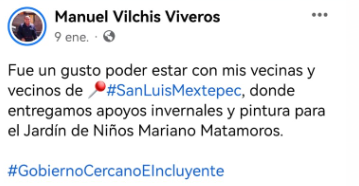 Manuel Vilchis Viveros
9 ene. ·
Fue un gusto poder estar con mis vecinas y
vecinos de 📍#SanLuisMextepec, donde
entregamos apoyos invernales y pintura para
el Jardín de Niños Mariano Matamoros.
#GobiernoCercanoEIncluyente